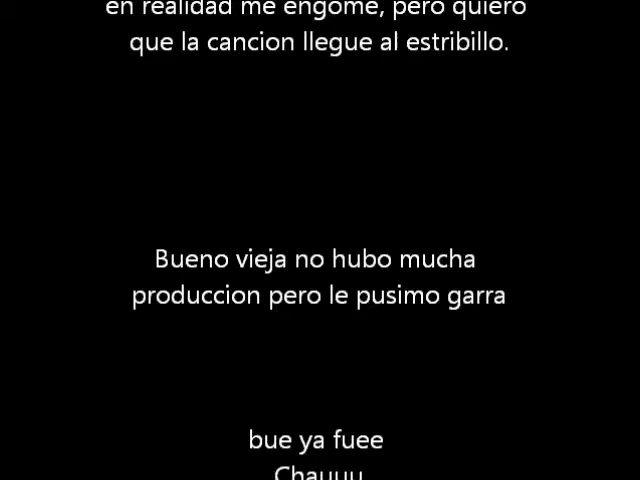 en realidad me engome, pero quiero
que la cancion llegue al estribillo.
Bueno vieja no hubo mucha
produccion pero le pusimo garra
bue ya fuee
Chauuu